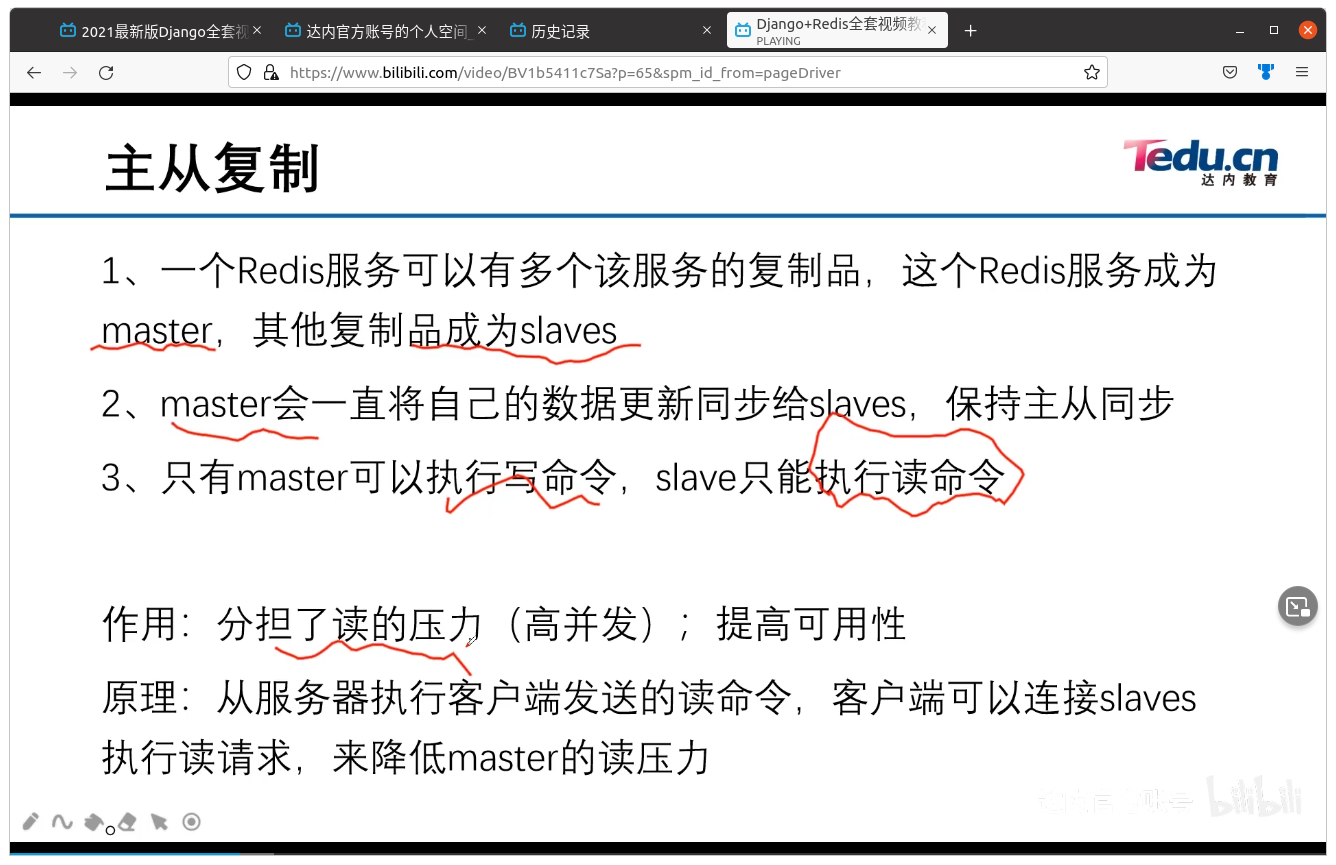 2021最新版Django全套视
达内官方账号的个人空间_
历史记录
Django+Redis全套视频教
PLAYING
https://www.bilibili.com/video/BV1b5411c7Sa?p=65&spm_id_from=pageDriver
主从复制
Tedu.cn
达内教育
1、一个Redis服务可以有多个该服务的复制品，这个Redis服务成为
master，其他复制品成为slaves
2、master会一直将自己的数据更新同步给slaves，保持主从同步
3、只有master可以执行写命令，slave只能执行读命令
作用：分担了读的压力（高并发）；提高可用性
原理：从服务器执行客户端发送的读命令，客户端可以连接slaves
执行读请求，来降低master的读压力
bilibili